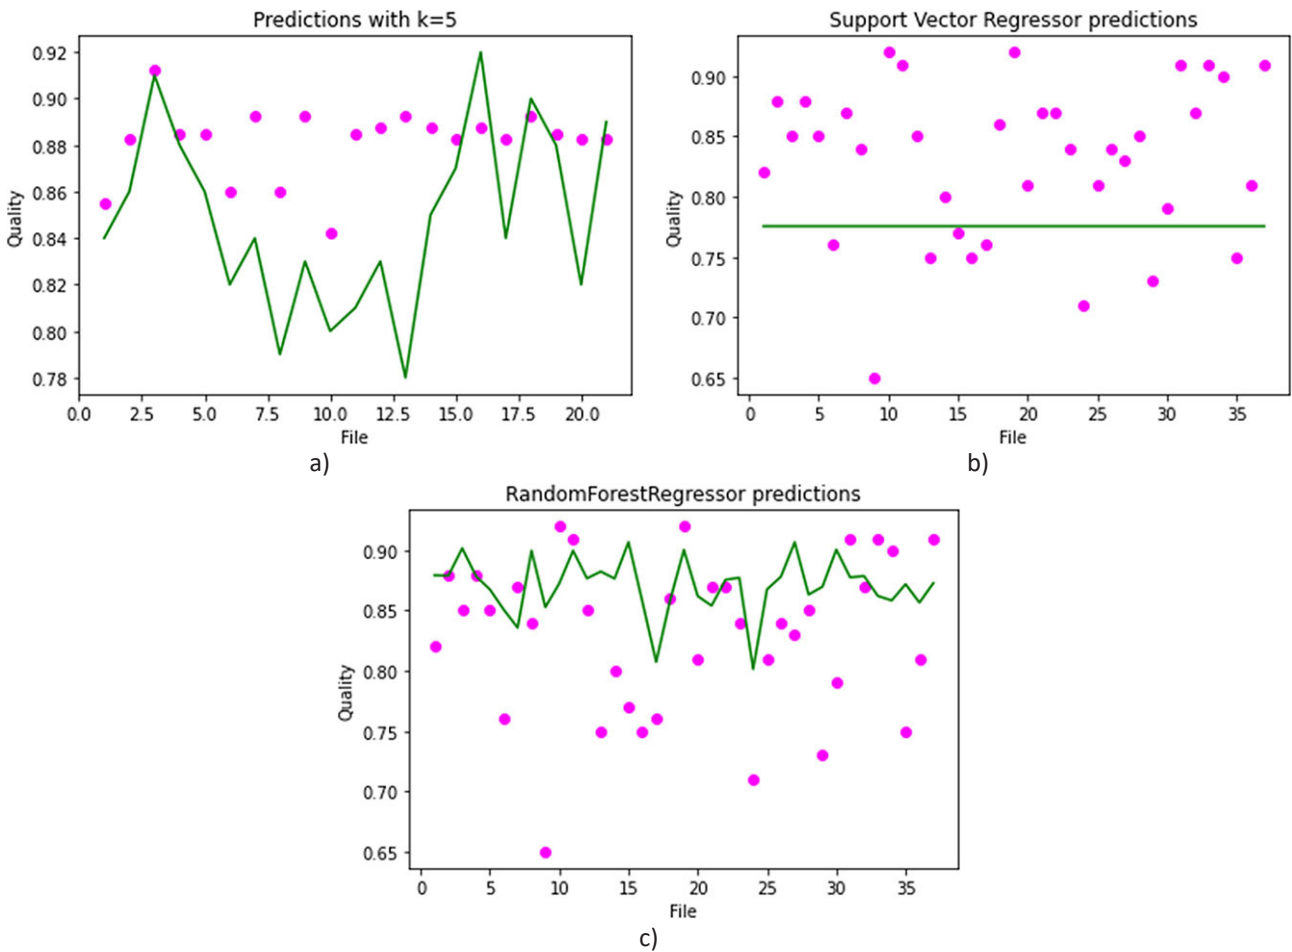 Predictions with k=5
Quality
0.92
0.90
0.88
0.86
0.84
0.82
0.80
0.78
0.0 2.5 5.0 7.5 10.0 12.5 15.0 17.5 20.0
File
a)
Support Vector Regressor predictions
Quality
0.90
0.85
0.80
0.75
0.70
0.65
0 5 10 15 20 25 30 35
File
b)
RandomForestRegressor predictions
Quality
0.90
0.85
0.80
0.75
0.70
0.65
0 5 10 15 20 25 30 35
File
c)